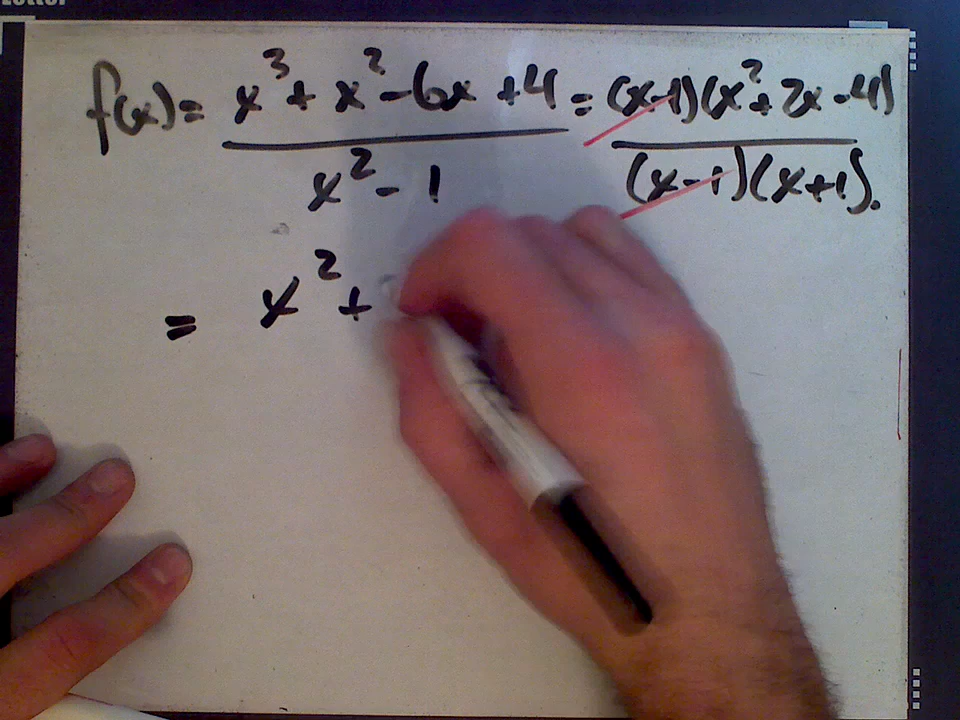 f(x) = x³ + x² - 6x + 4 / x² - 1 = (x-1)(x² + 2x - 4) / (x-1)(x+1).
= x² +